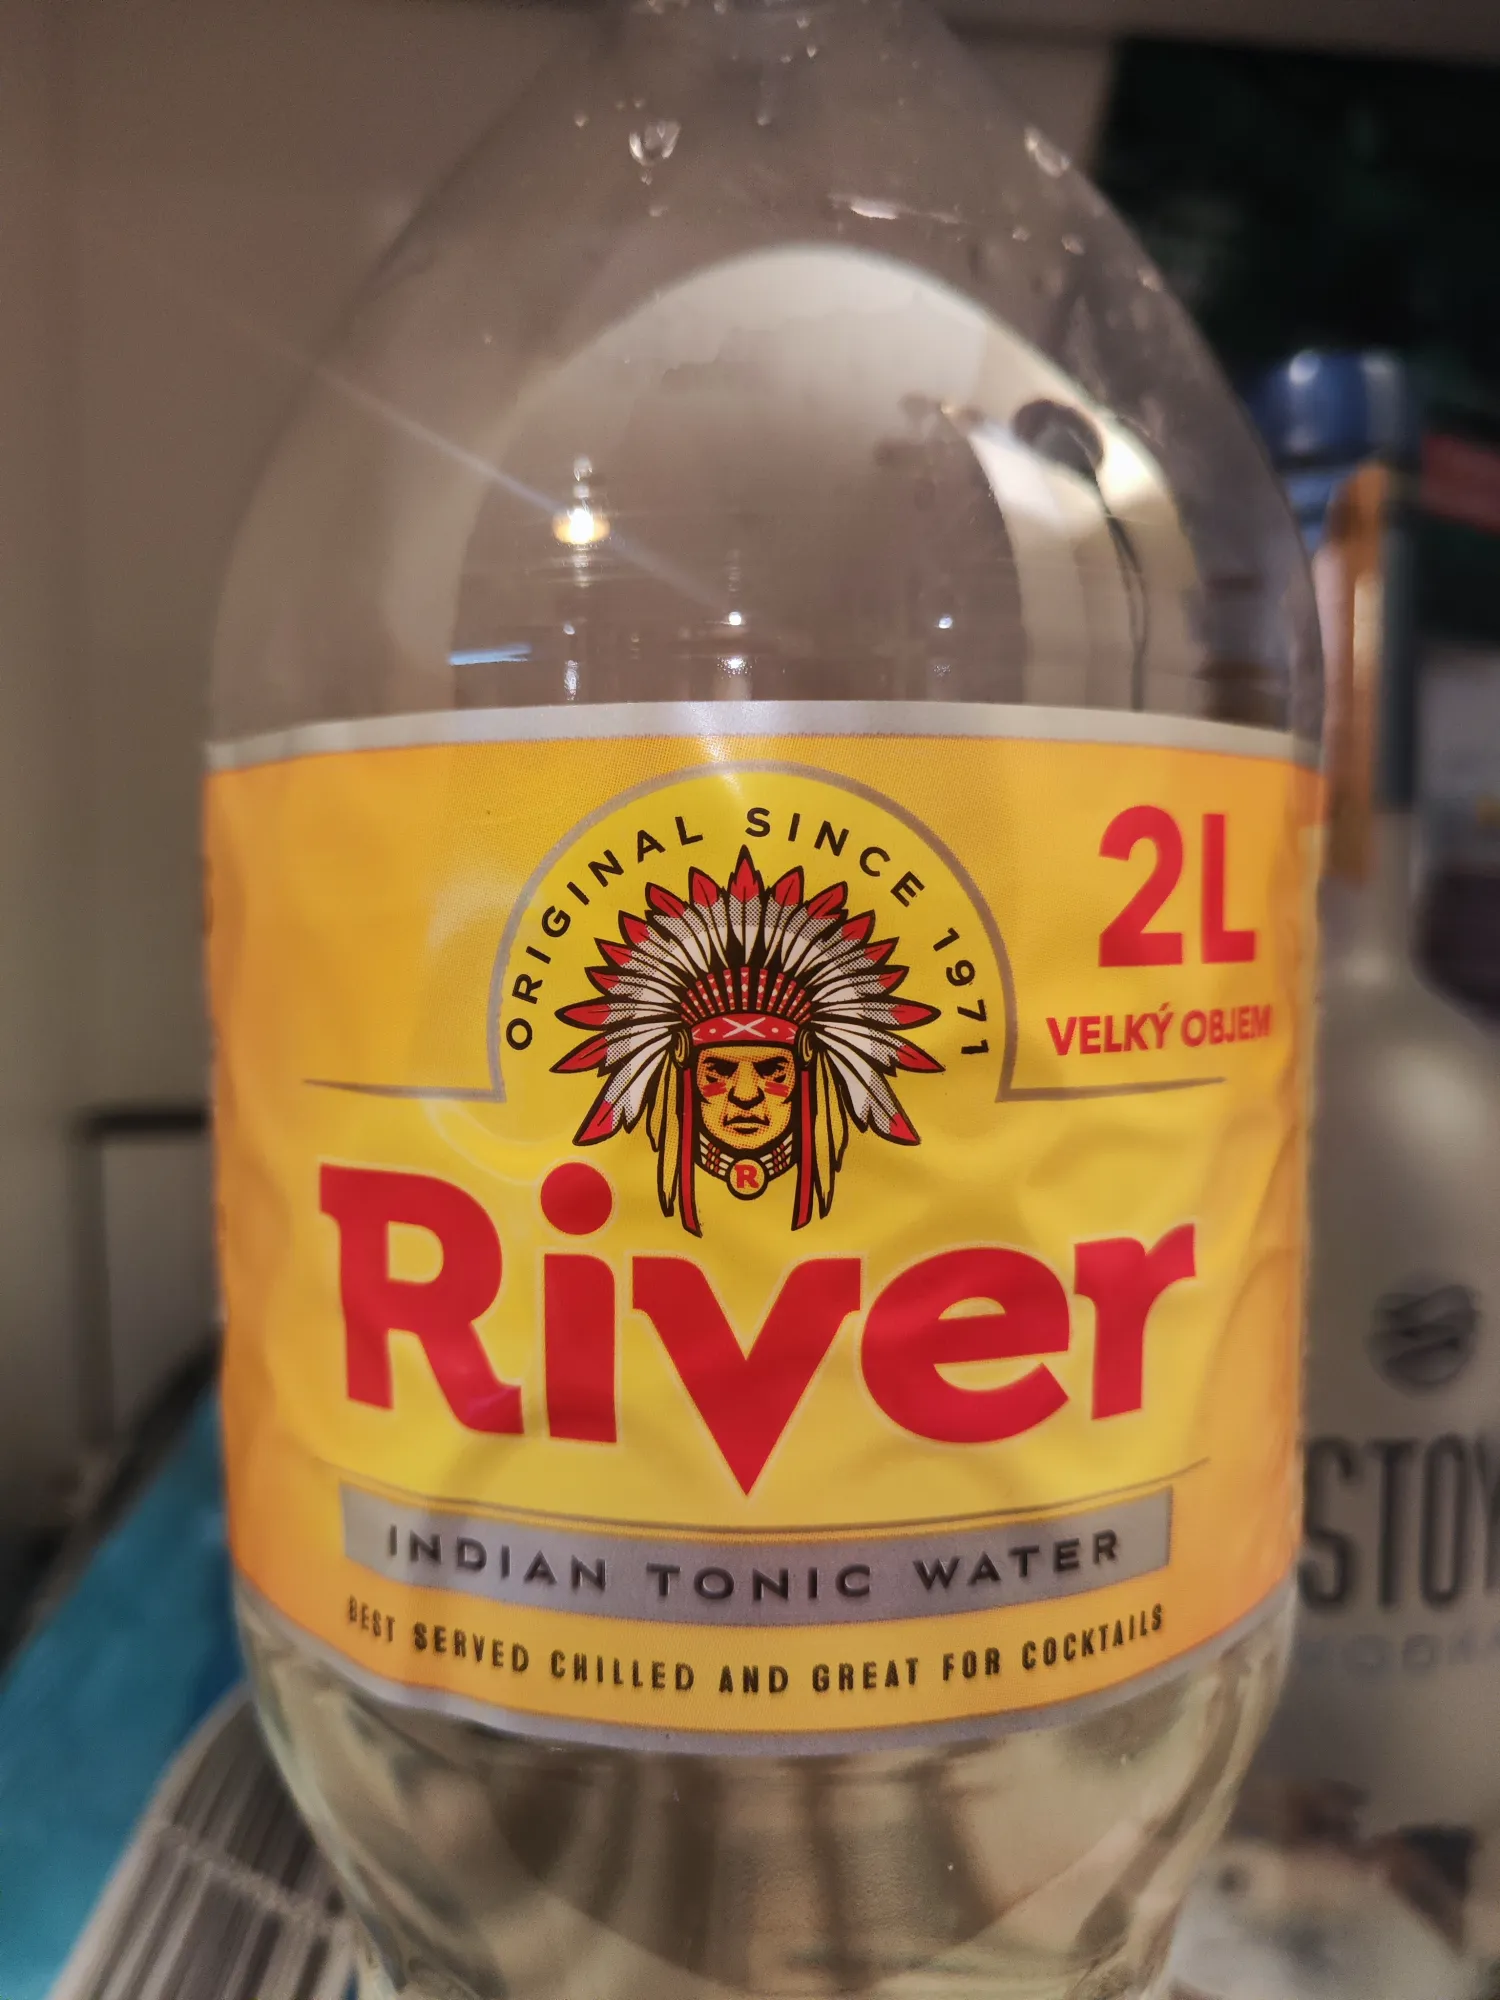 ORIGINAL SINCE 1971
2L
VELKÝ OBJEM
R
River
INDIAN TONIC WATER
BEST SERVED CHILLED AND GREAT FOR COCKTAILS